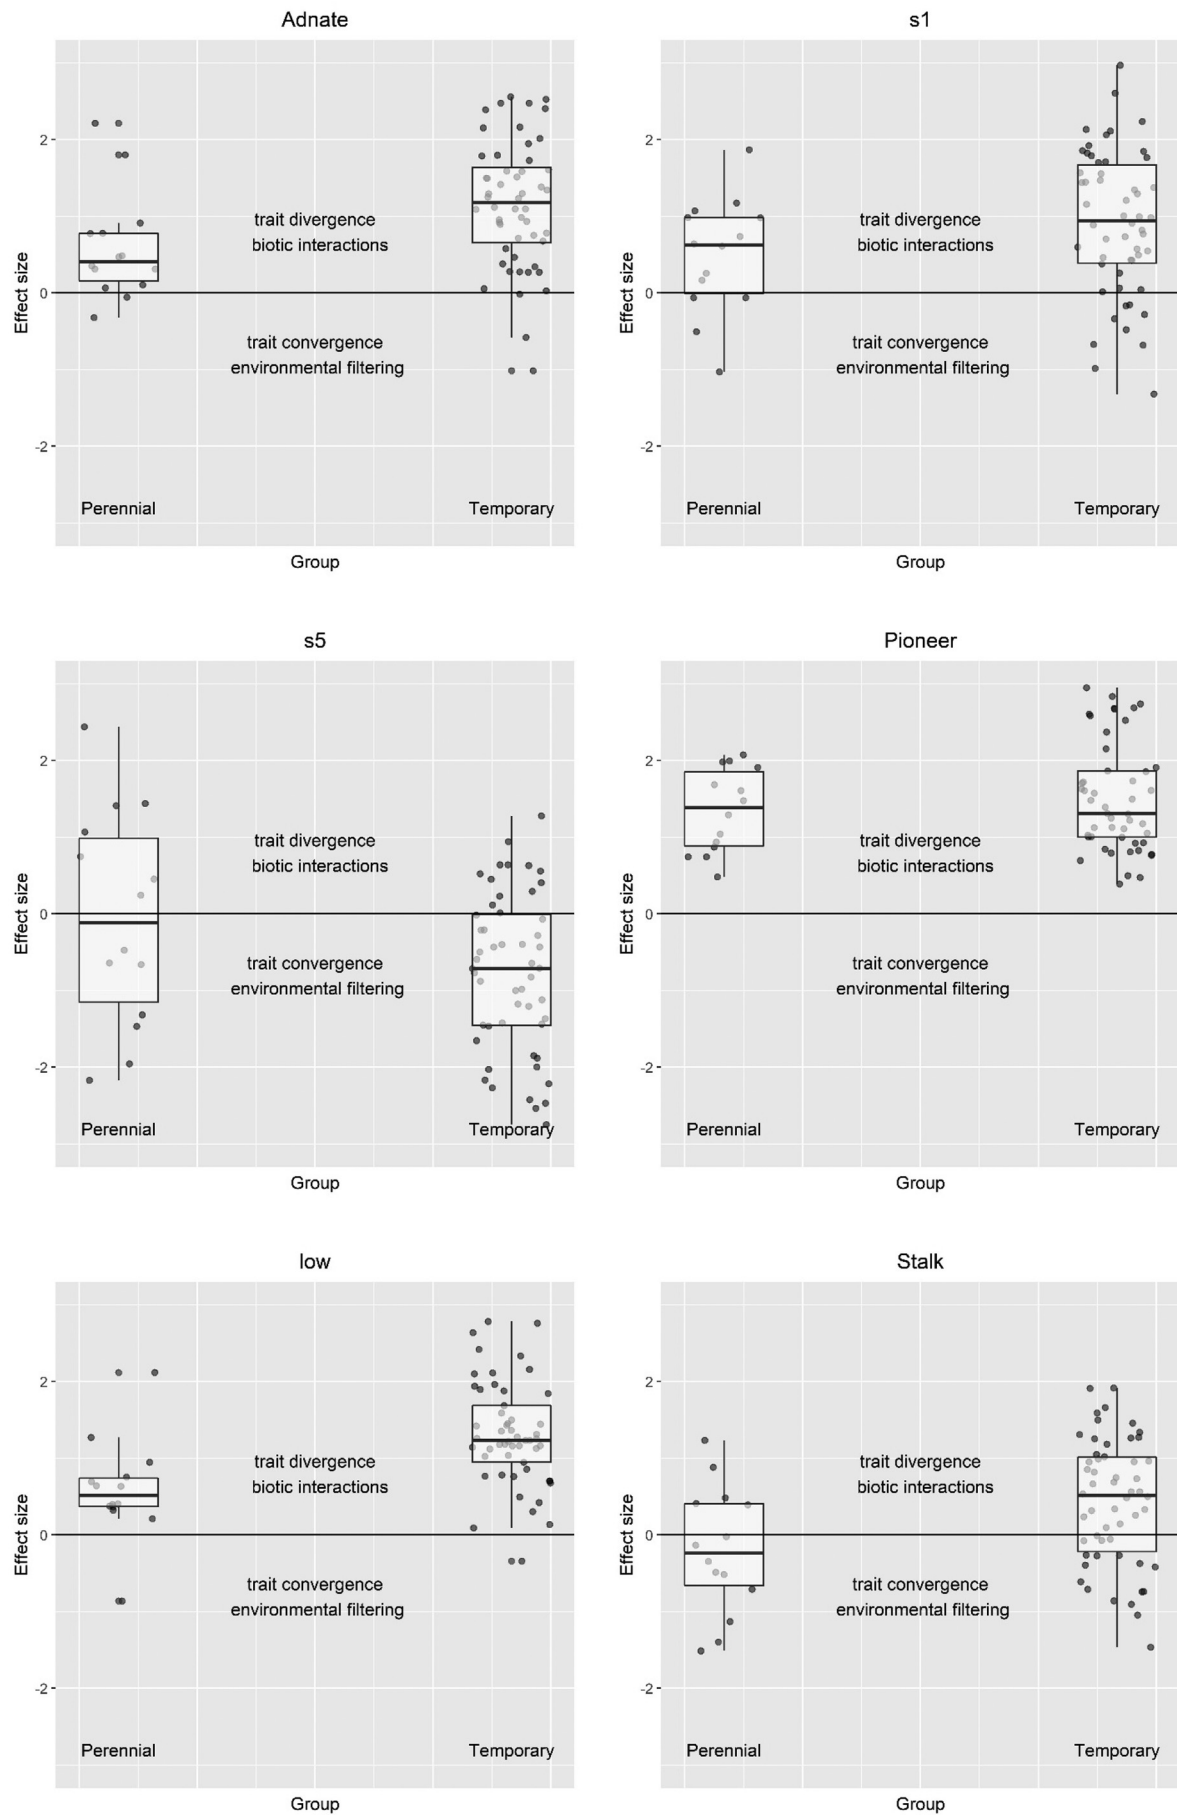 Adnate
2
trait divergence
biotic interactions
0
trait convergence
environmental filtering
-2
Perennial
Temporary
Effect size
Group
s1
2
trait divergence
biotic interactions
0
trait convergence
environmental filtering
-2
Perennial
Temporary
Effect size
Group
s5
2
trait divergence
biotic interactions
0
trait convergence
environmental filtering
-2
Perennial
Temporary
Effect size
Group
Pioneer
2
trait divergence
biotic interactions
0
trait convergence
environmental filtering
-2
Perennial
Temporary
Effect size
Group
low
2
trait divergence
biotic interactions
0
trait convergence
environmental filtering
-2
Perennial
Temporary
Effect size
Group
Stalk
2
trait divergence
biotic interactions
0
trait convergence
environmental filtering
-2
Perennial
Temporary
Effect size
Group